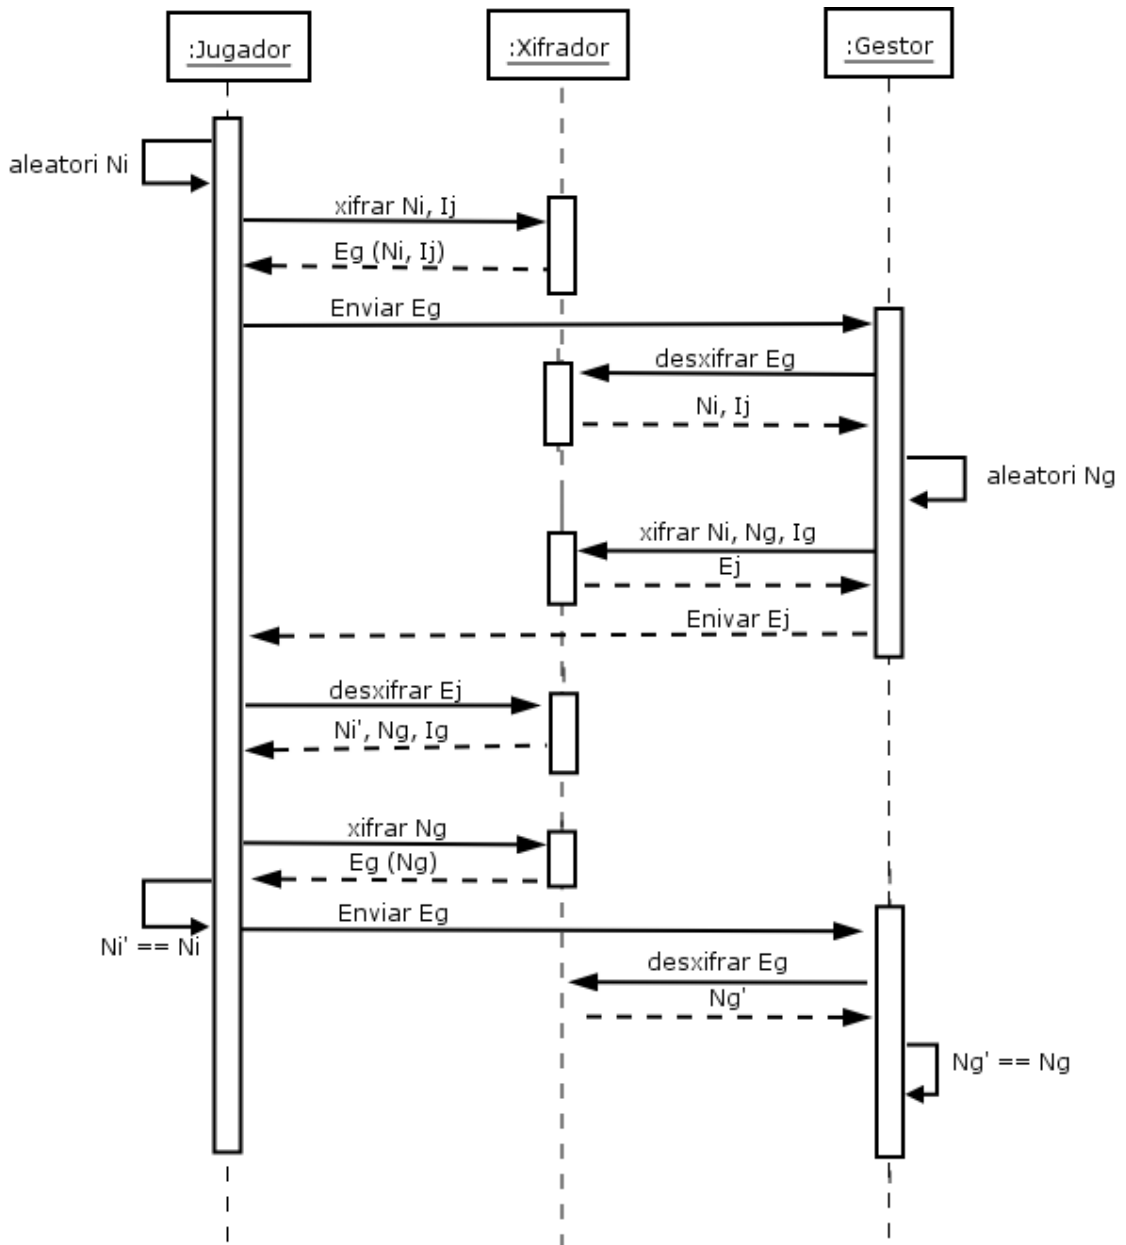 :Jugador
:Xifrador
:Gestor
aleatori Ni
xifrar Ni, Ij
Eg (Ni, Ij)
Enviar Eg
desxifrar Eg
Ni, Ij
aleatori Ng
xifrar Ni, Ng, Ig
Ej
Enivar Ej
desxifrar Ej
Ni', Ng, Ig
xifrar Ng
Eg (Ng)
Enviar Eg
Ni' == Ni
desxifrar Eg
Ng'
Ng' == Ng